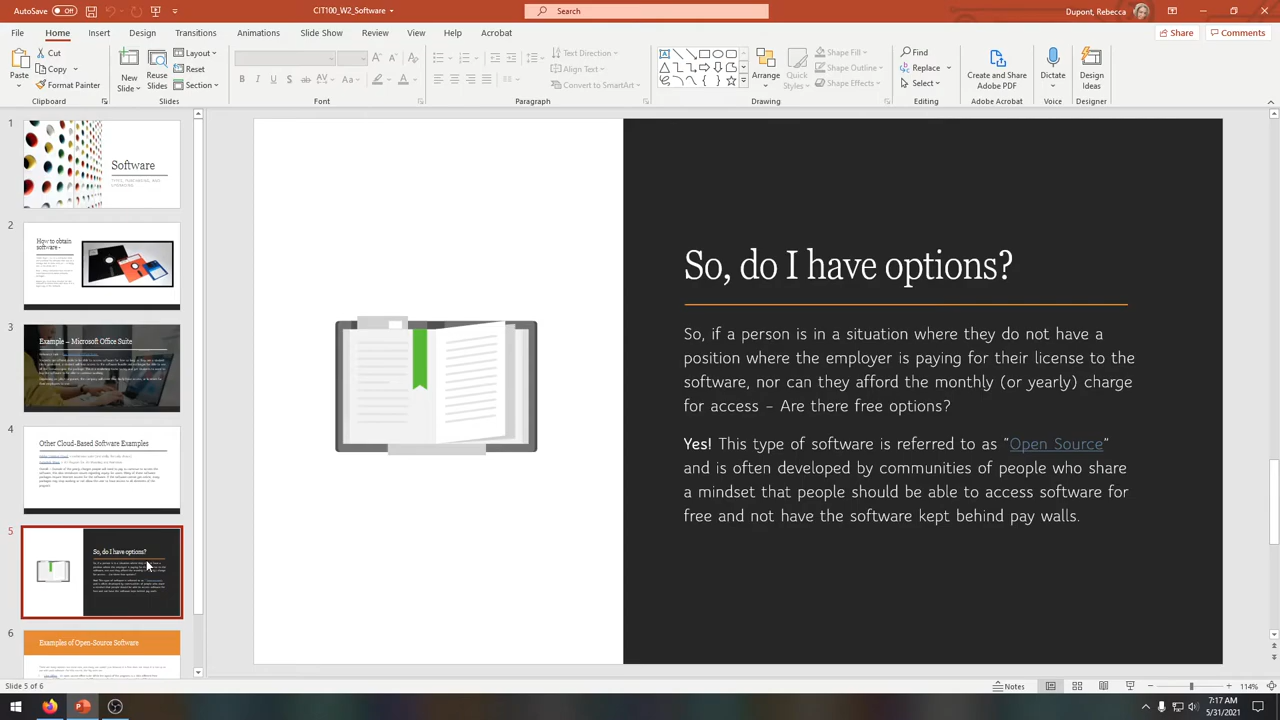 AutoSave Off
CIT100_W2_Software
Search
Dupont, Rebecca
File Home Insert Design Transitions Animations Slide Show Review View Help Acrobat
Share Comments
Paste
Cut
Copy
Format Painter
Clipboard
New Slide
Reuse Slides
Layout
Reset
Section
Slides
Font
Text Direction
Align Text
Convert to SmartArt
Paragraph
Arrange
Quick Styles
Shape Fill
Shape Outline
Shape Effects
Drawing
Find
Replace
Select
Editing
Create and Share Adobe PDF
Adobe Acrobat
Dictate
Voice
Design Ideas
Designer
1
Software
2
How to obtain
software -
3
Example – Microsoft Office Suite
4
Other Cloud-Based Software Examples
5
So, do I have options?
6
Examples of Open-Source Software
So, do I have options?
So, if a person is in a situation where they do not have a
position where the employer is paying for their license to the
software, nor can they afford the monthly (or yearly) charge
for access – Are there free options?
Yes! This type of software is referred to as “Open Source”
and is often developed by communities of people who share
a mindset that people should be able to access software for
free and not have the software kept behind pay walls.
Slide 5 of 6
Notes
114%
7:17 AM
5/31/2021